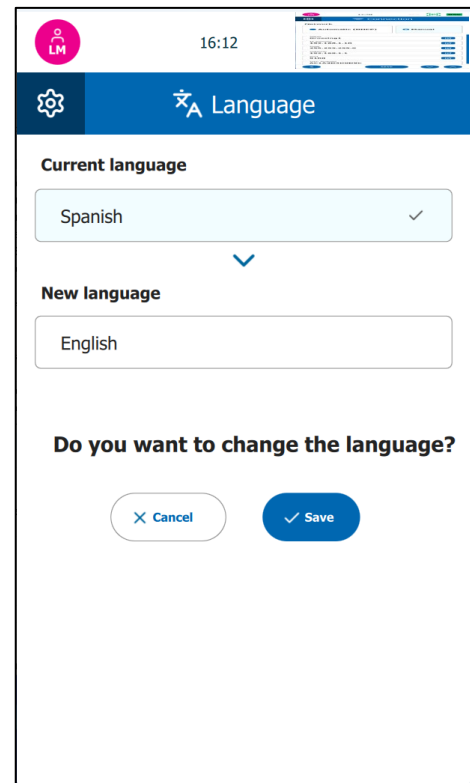 LM
16:12
Language
Current language
Spanish
New language
English
Do you want to change the language?
Cancel
Save